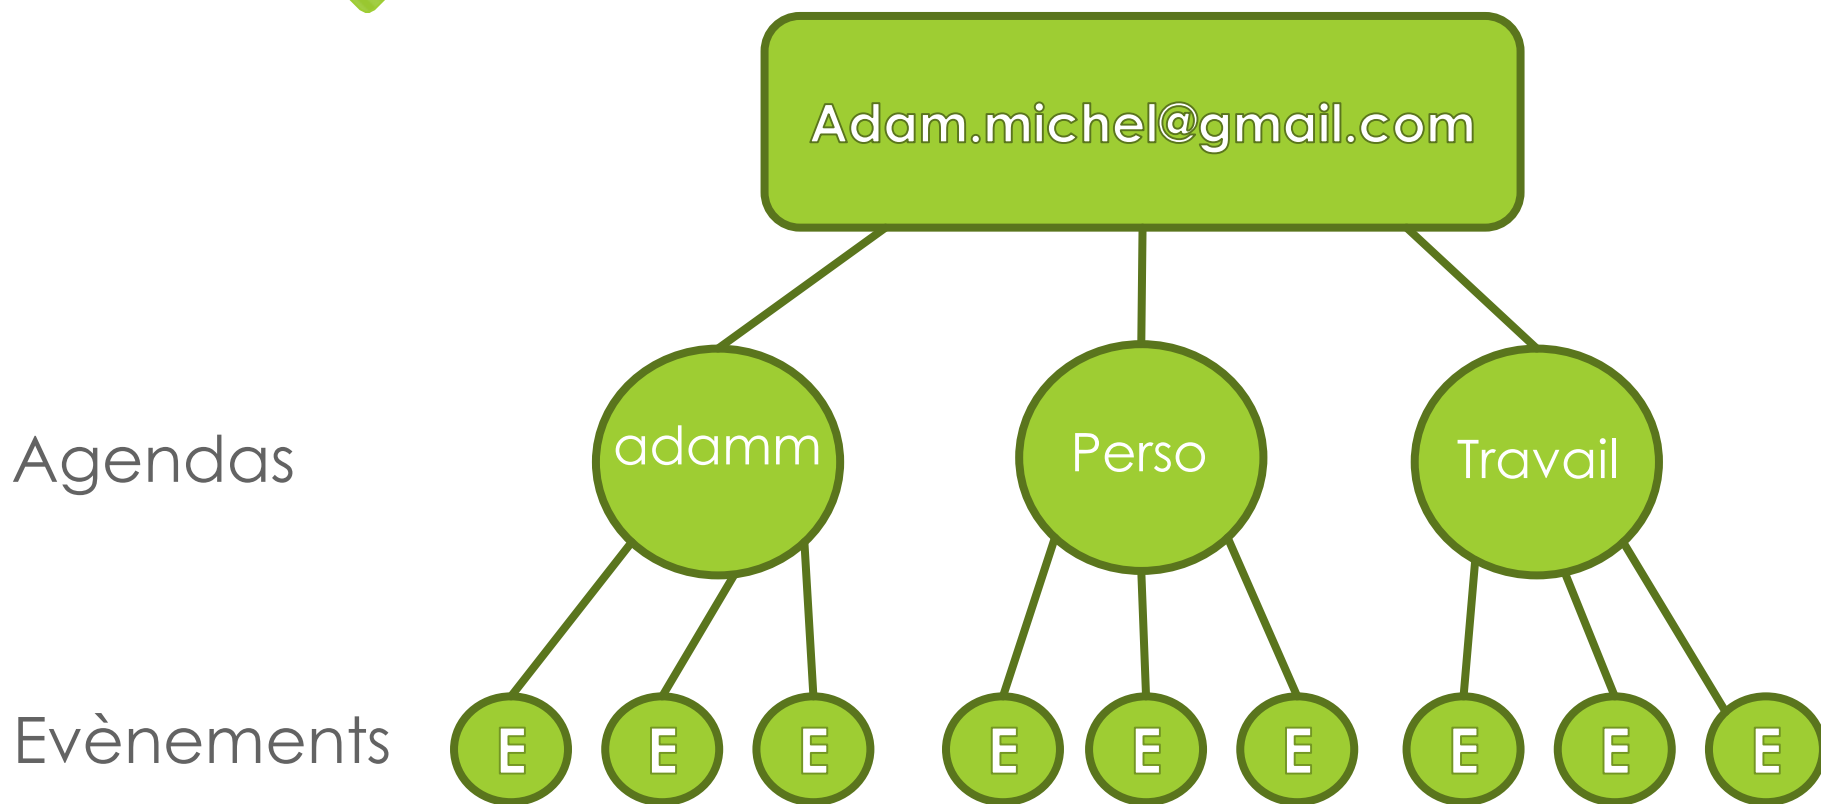 Adam.michel@gmail.com
Agendas
adamm
Perso
Travail
Evènements
E E E E E E E E E